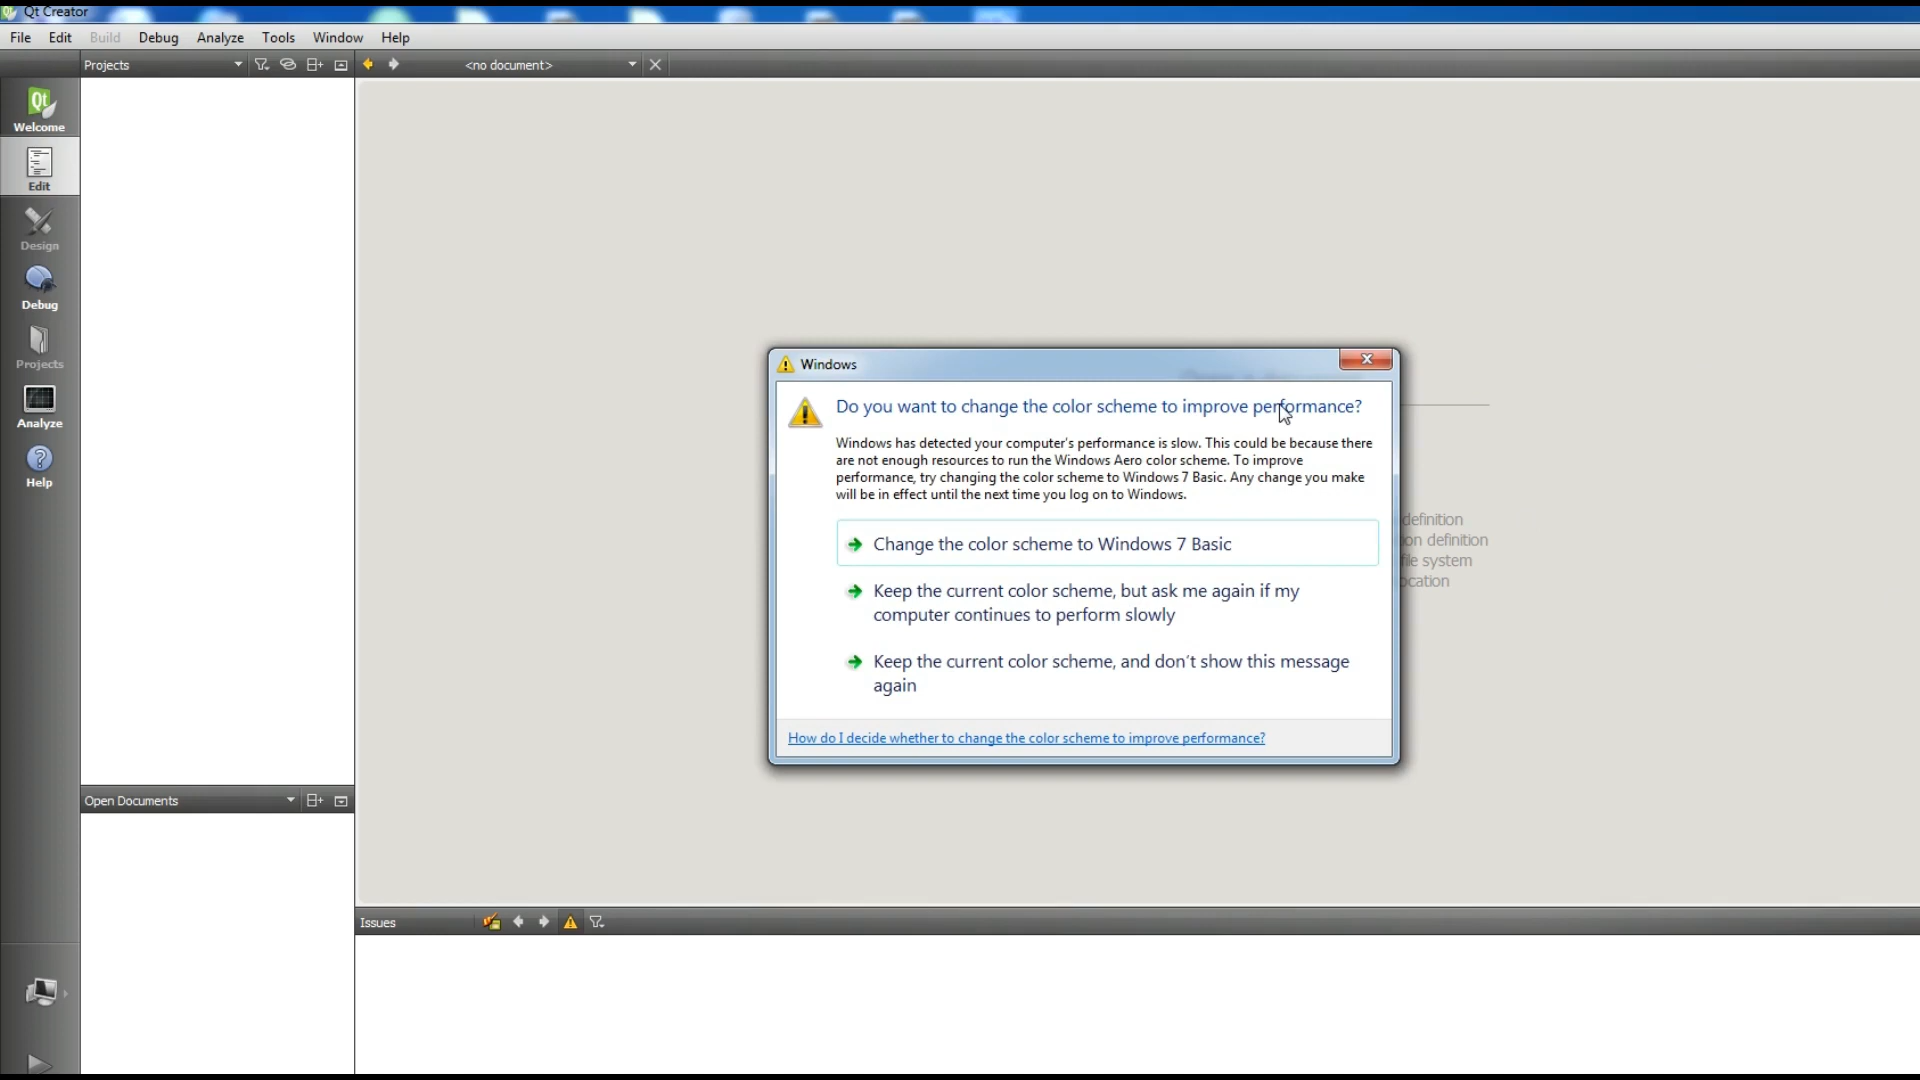 Qt Creator
File Edit Build Debug Analyze Tools Window Help
Projects <no document>
Qt
Welcome
Edit
Design
Debug
Projects
Analyze
Help
Windows
Do you want to change the color scheme to improve performance?
Windows has detected your computer's performance is slow. This could be because there
are not enough resources to run the Windows Aero color scheme. To improve
performance, try changing the color scheme to Windows 7 Basic. Any change you make
will be in effect until the next time you log on to Windows.
Change the color scheme to Windows 7 Basic
Keep the current color scheme, but ask me again if my
computer continues to perform slowly
Keep the current color scheme, and don't show this message
again
How do I decide whether to change the color scheme to improve performance?
definition
definition
file system
Open Documents
Issues